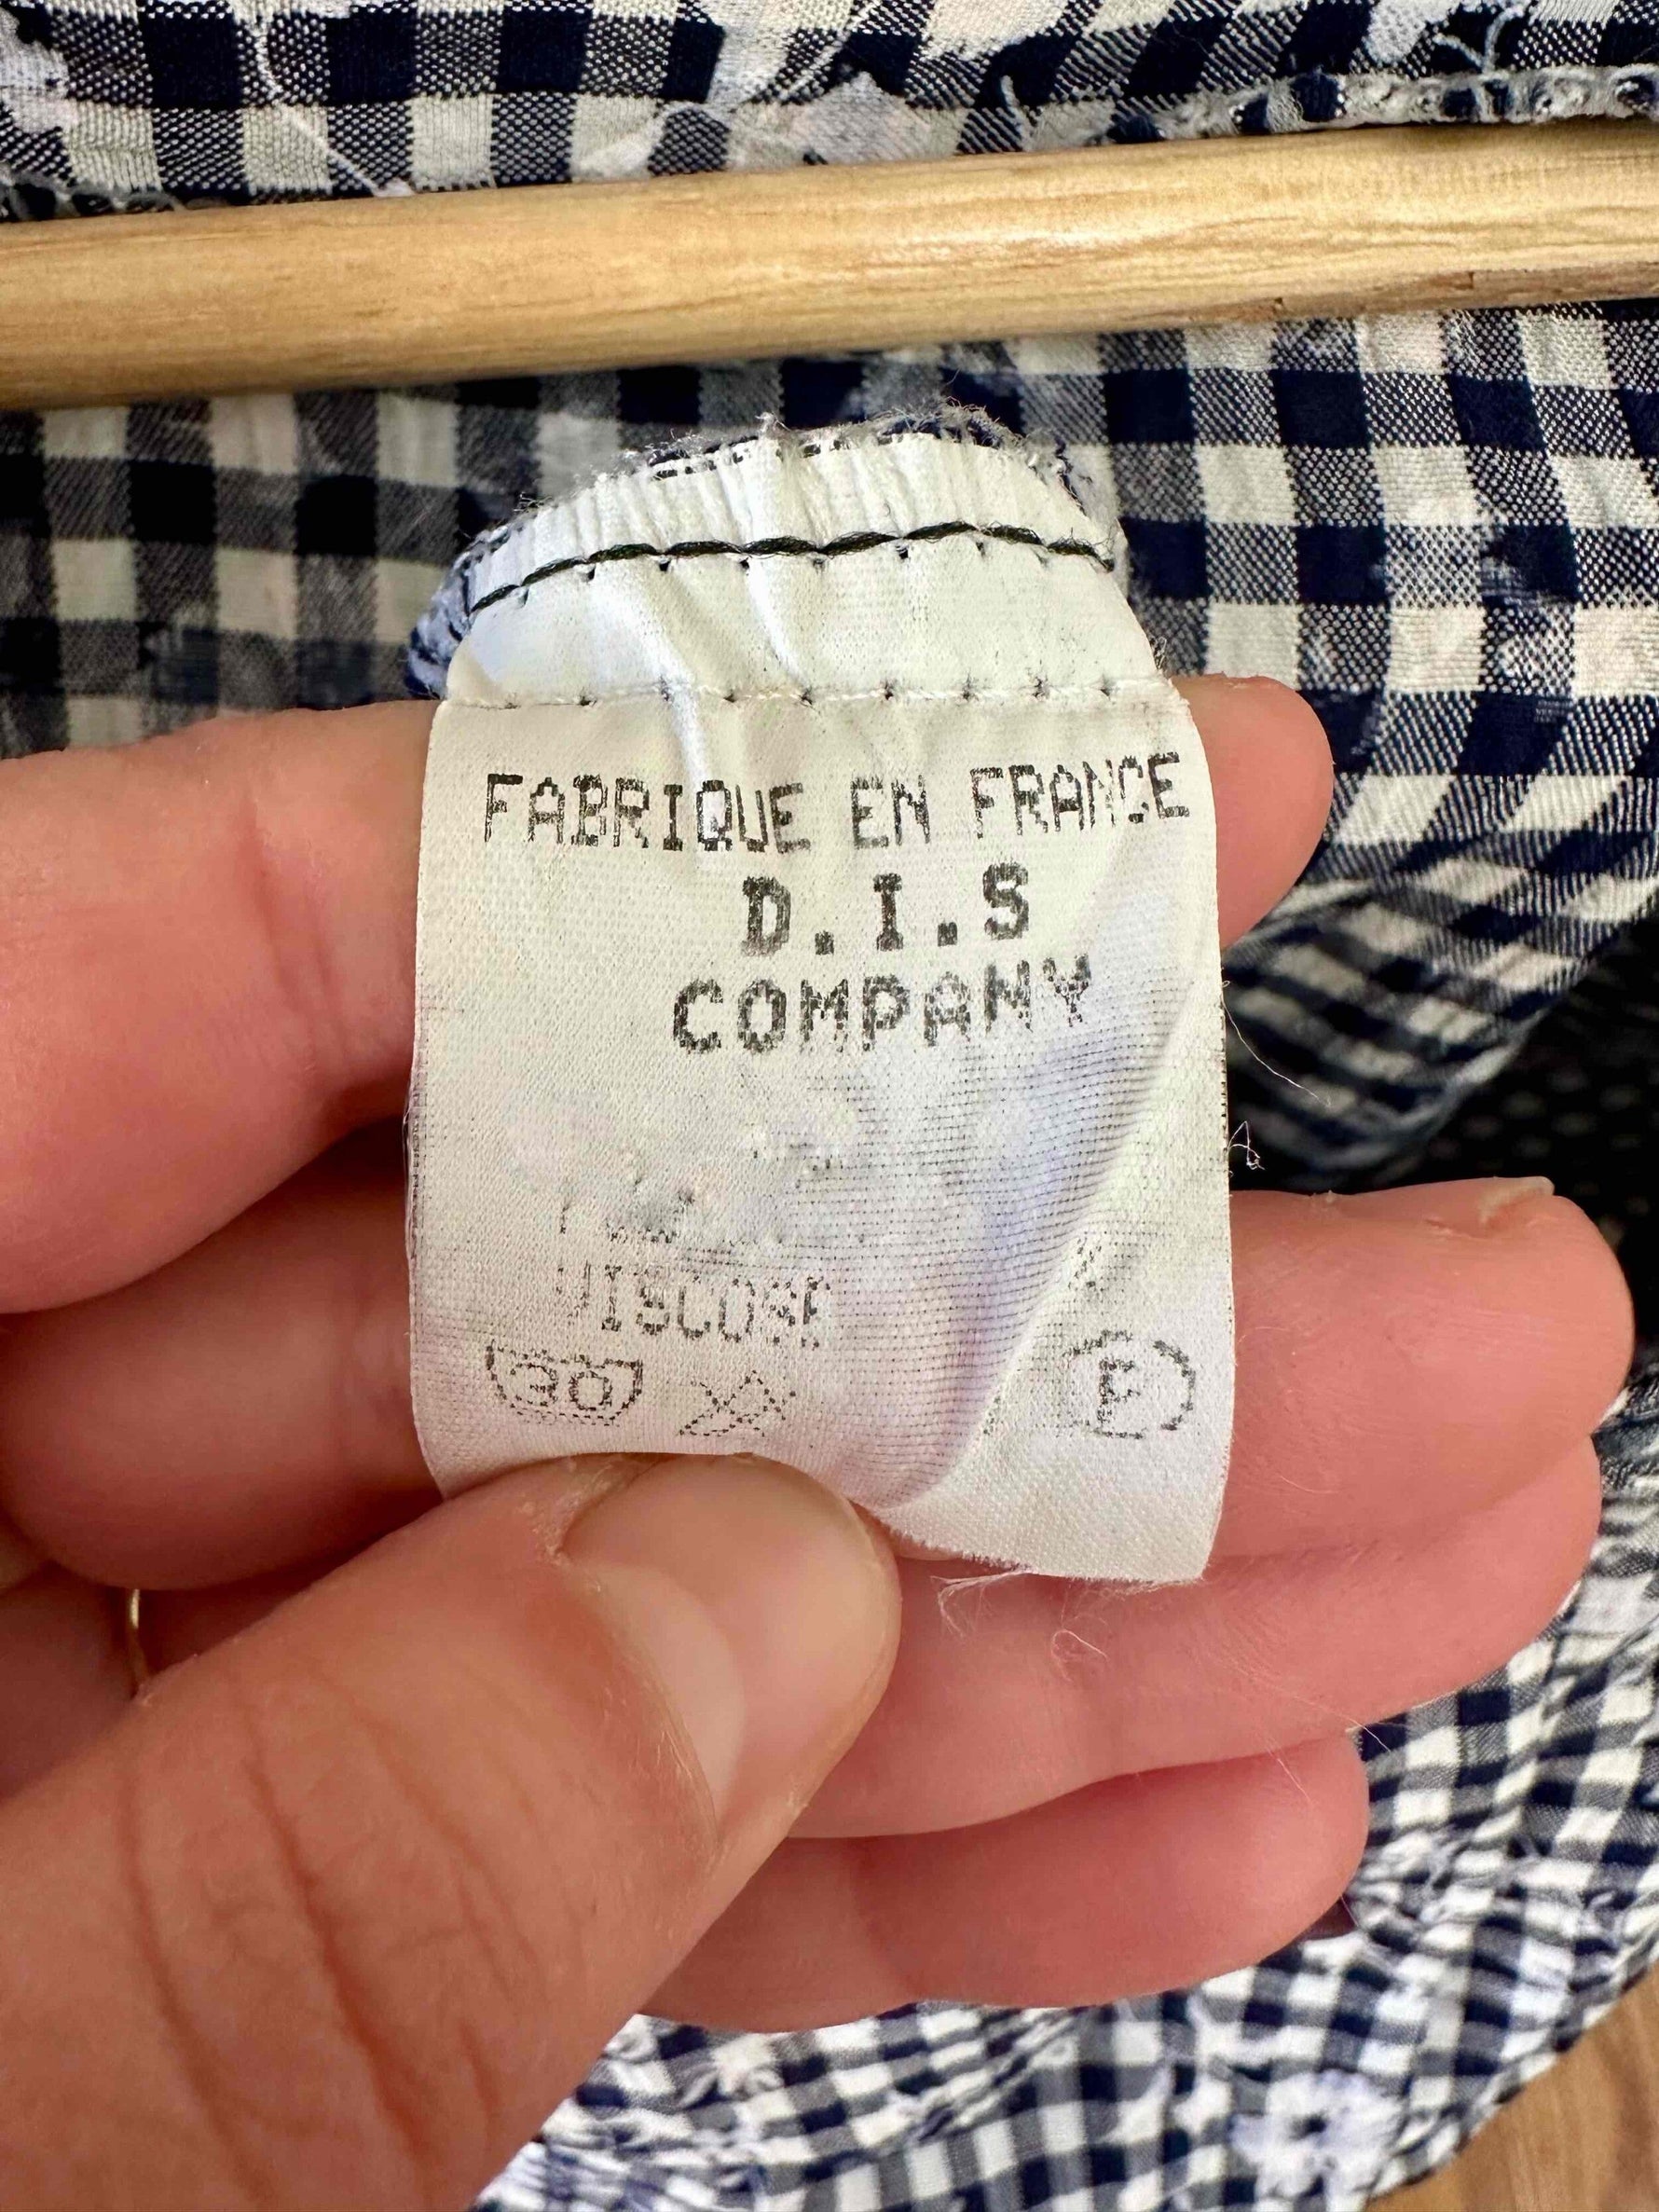 FABRIQUE EN FRANCE
D.I.S
COMPANY
VISCOSE
30
F